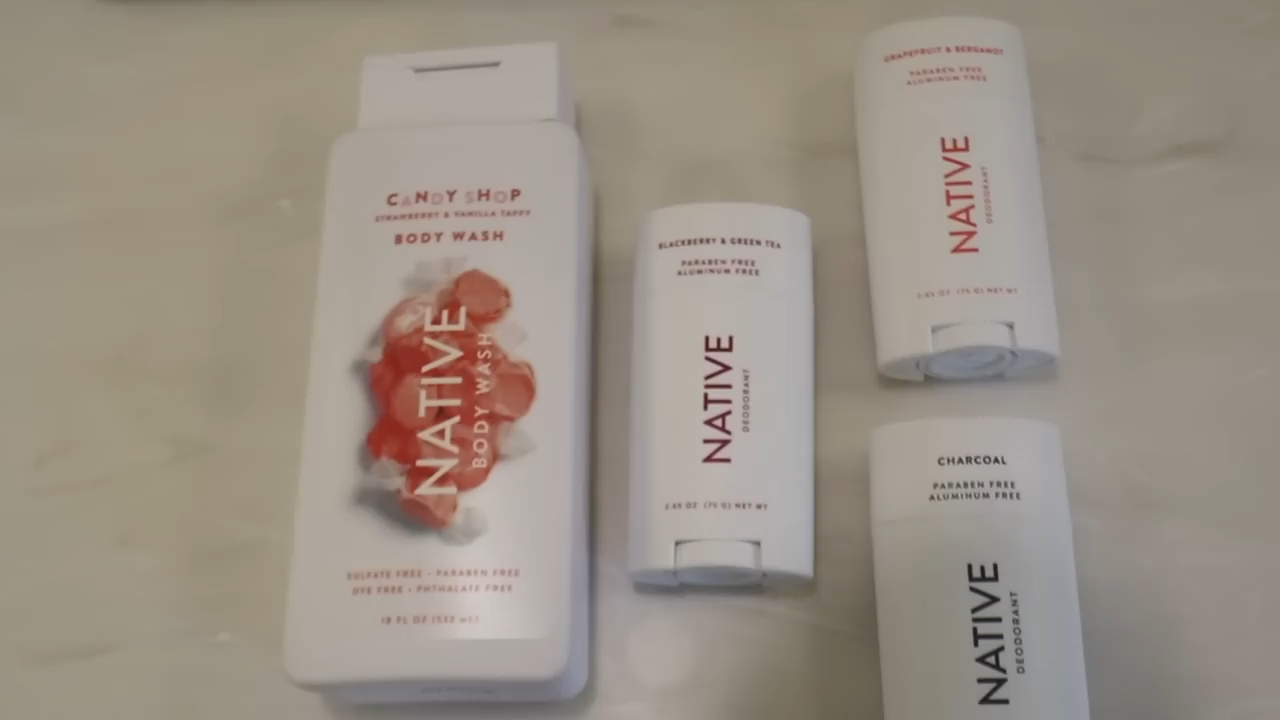 CANDY SHOP
STRAWBERRY & VANILLA TAFFY
BODY WASH
NATIVE
BODY WASH
SULFATE FREE • PARABEN FREE
DYE FREE • PHTHALATE FREE
18 FL OZ (532 mL)
BLACKBERRY & GREEN TEA
PARABEN FREE
ALUMINUM FREE
NATIVE
DEODORANT
2.65 OZ (75 G) NET WT
GRAPEFRUIT & BERGAMOT
PARABEN FREE
ALUMINUM FREE
NATIVE
DEODORANT
2.65 OZ (75 G) NET WT
CHARCOAL
PARABEN FREE
ALUMINUM FREE
NATIVE
DEODORANT